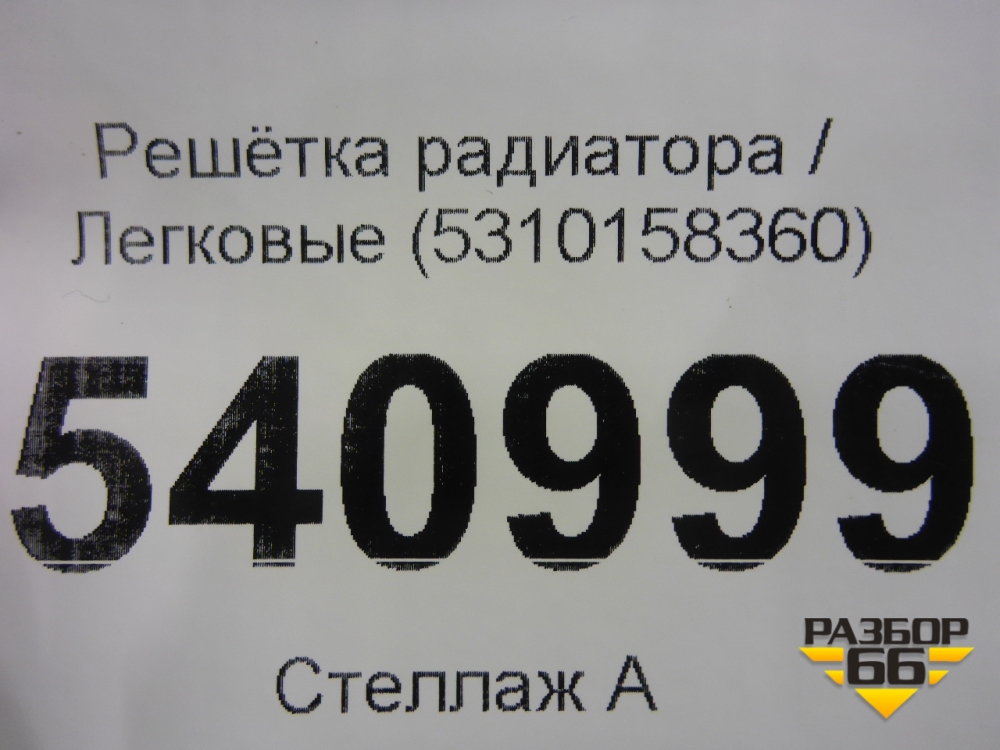 Решётка радиатора /
Легковые (5310158360)
540999
Стеллаж А
РАЗБОР
66